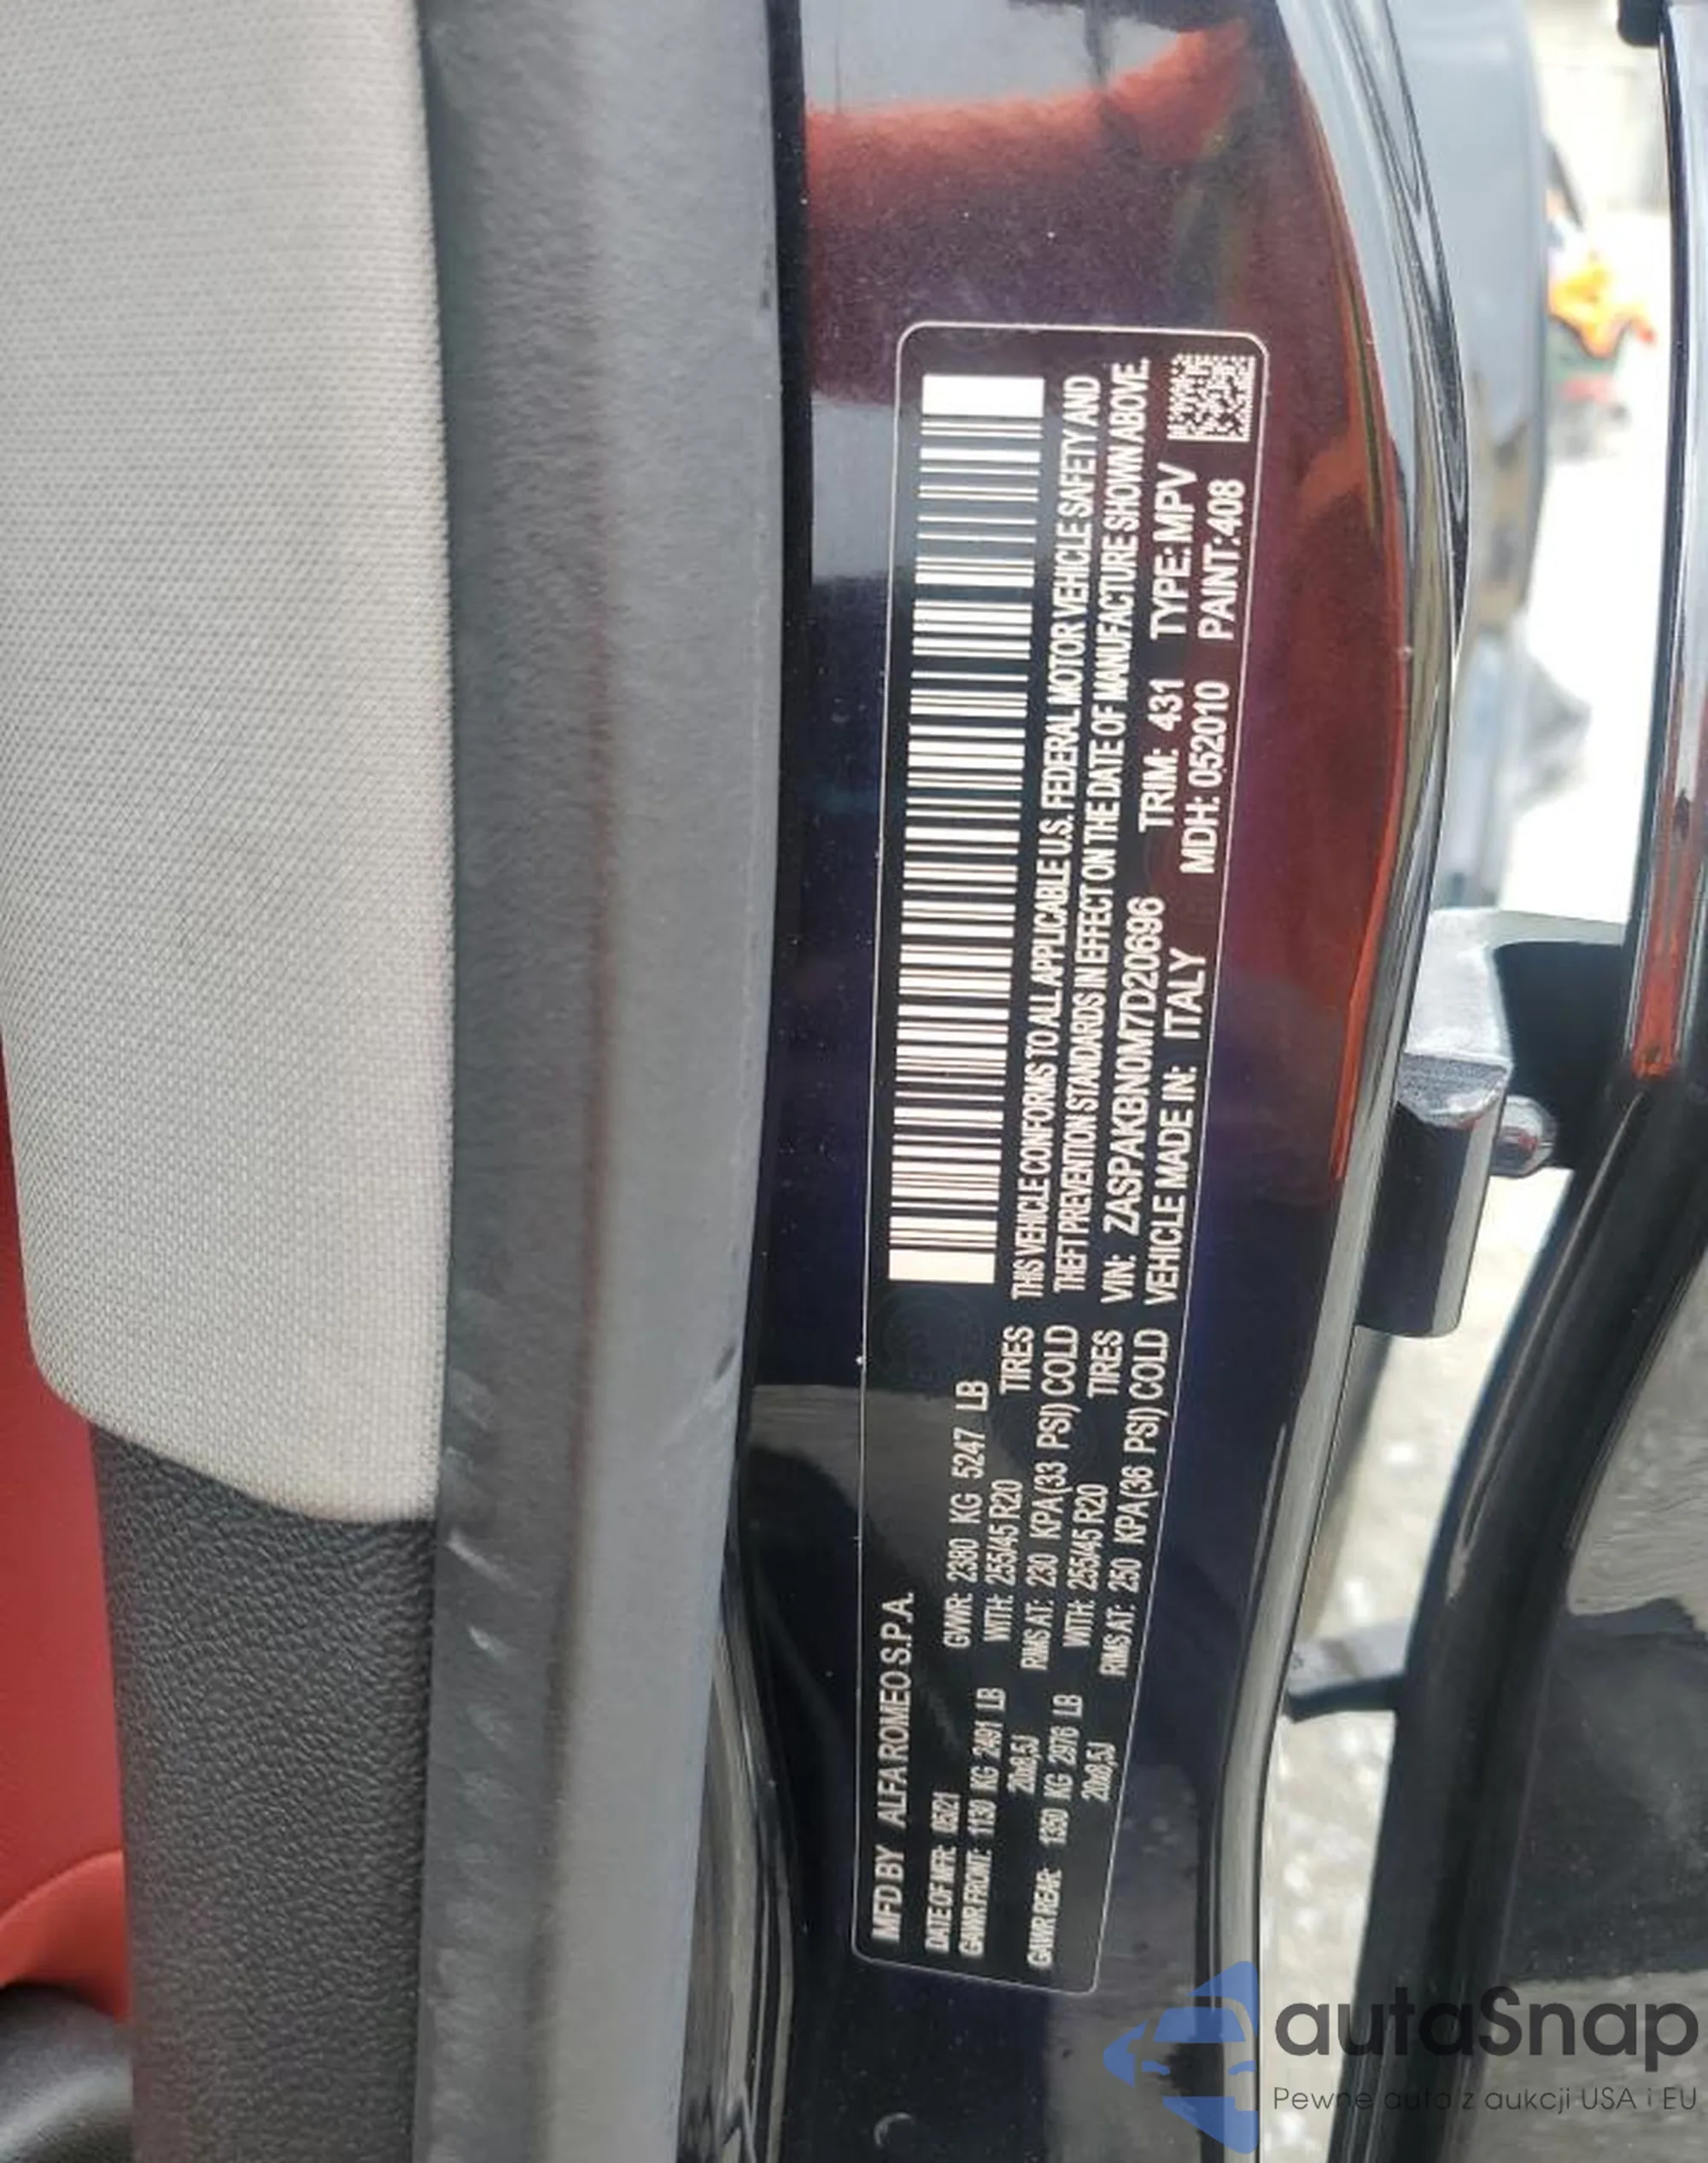 MFD BY ALFA ROMEO S.P.A.
DATE OF MFR: 05/21 GVWR: 2380 KG 5247 LB
GAWR FRONT: 1130 KG 2491 LB WITH: 255/45 R20 TIRES
20x8,5J RIMS AT: 230 KPA(33 PSI) COLD
GAWR REAR: 1350 KG 2976 LB WITH: 255/45 R20 TIRES
20x8,5J RIMS AT: 250 KPA(36 PSI) COLD
THIS VEHICLE CONFORMS TO ALL APPLICABLE U.S. FEDERAL MOTOR VEHICLE SAFETY AND
THEFT PREVENTION STANDARDS IN EFFECT ON THE DATE OF MANUFACTURE SHOWN ABOVE.
VIN: ZASPAKBN0M7D20696 TRIM: 431 TYPE: MPV
VEHICLE MADE IN: ITALY MDH: 052010 PAINT:408
autaSnap
Pewne auta z aukcji USA i EU